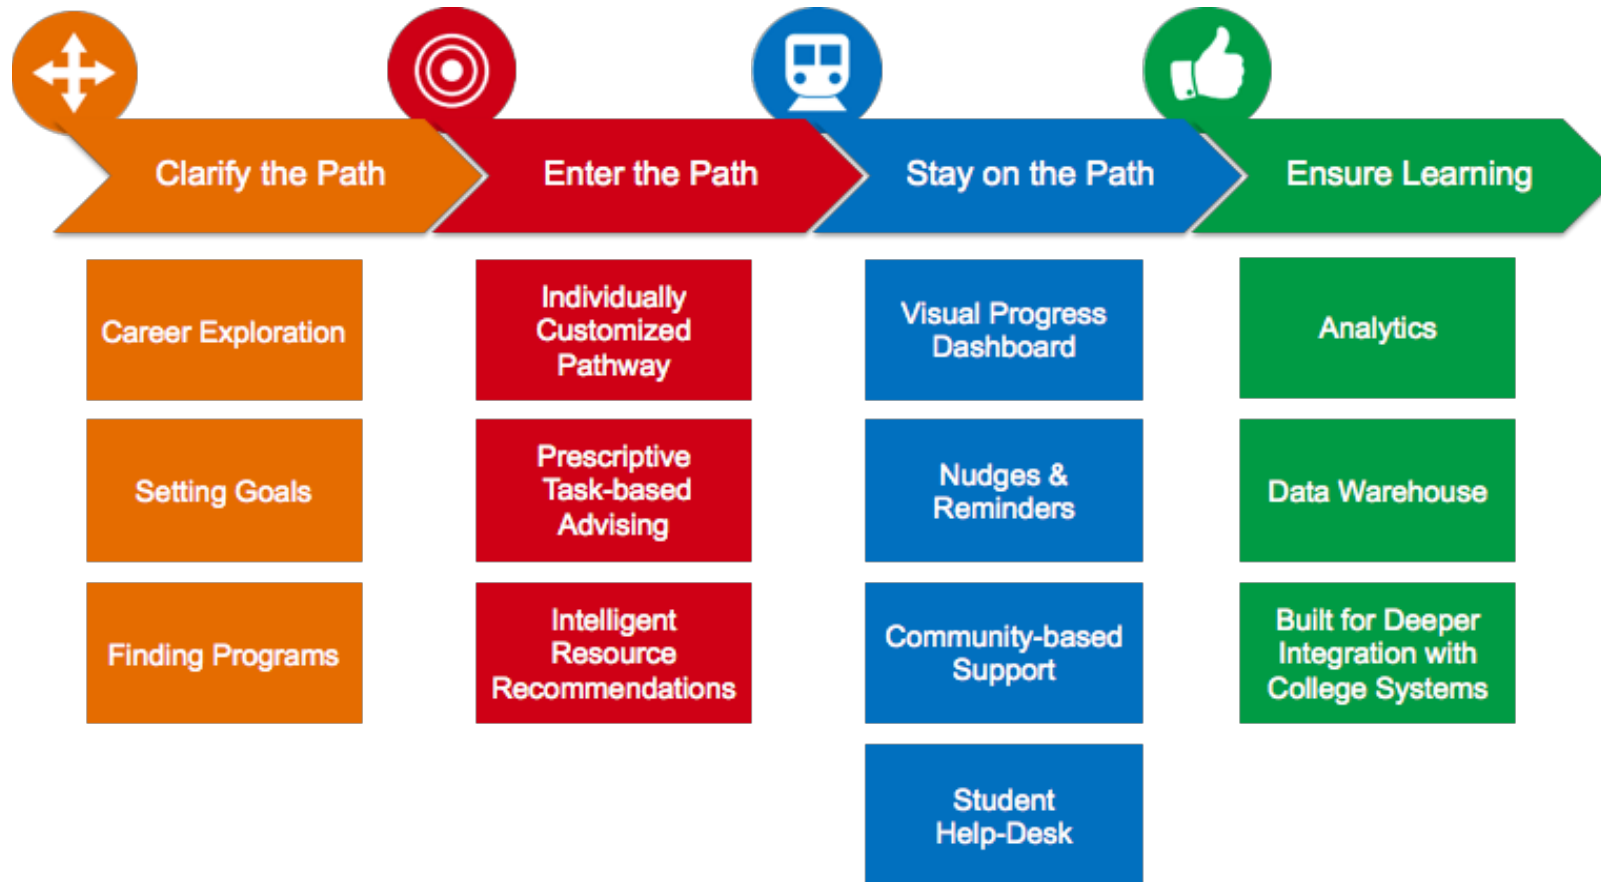 Clarify the Path
Enter the Path
Stay on the Path
Ensure Learning
Career Exploration
Setting Goals
Finding Programs
Individually
Customized
Pathway
Prescriptive
Task-based
Advising
Intelligent
Resource
Recommendations
Visual Progress
Dashboard
Nudges &
Reminders
Community-based
Support
Student
Help-Desk
Analytics
Data Warehouse
Built for Deeper
Integration with
College Systems